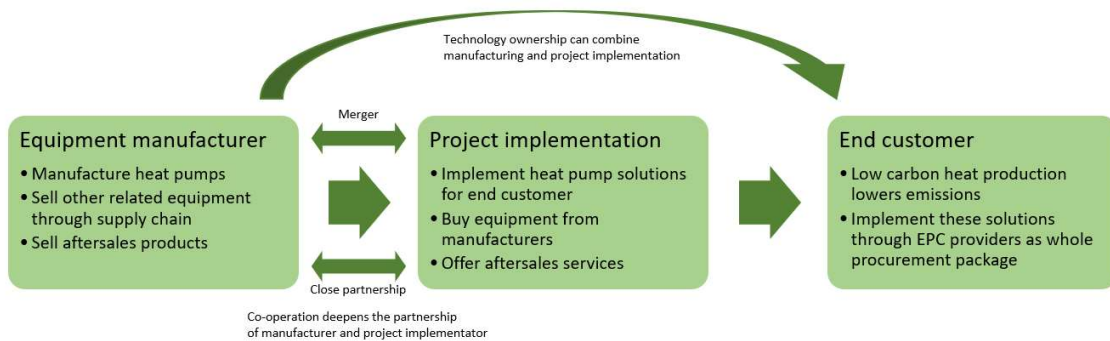 Technology ownership can combine
manufacturing and project implementation
Equipment manufacturer
• Manufacture heat pumps
• Sell other related equipment
through supply chain
• Sell aftersales products
Merger
Close partnership
Co-operation deepens the partnership
of manufacturer and project implementator
Project implementation
• Implement heat pump solutions
for end customer
• Buy equipment from
manufacturers
• Offer aftersales services
End customer
• Low carbon heat production
lowers emissions
• Implement these solutions
through EPC providers as whole
procurement package